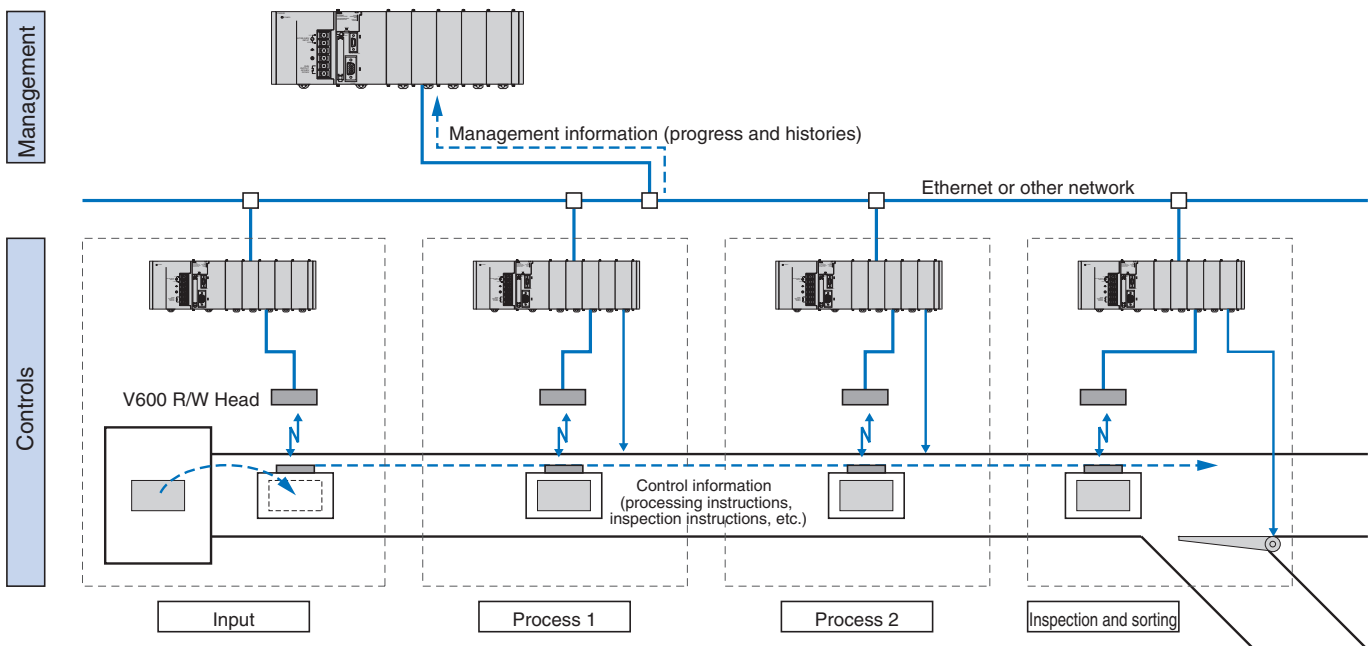 Management
Management information (progress and histories)
Ethernet or other network
Controls
V600 R/W Head
Control information
(processing instructions,
inspection instructions, etc.)
Input
Process 1
Process 2
Inspection and sorting